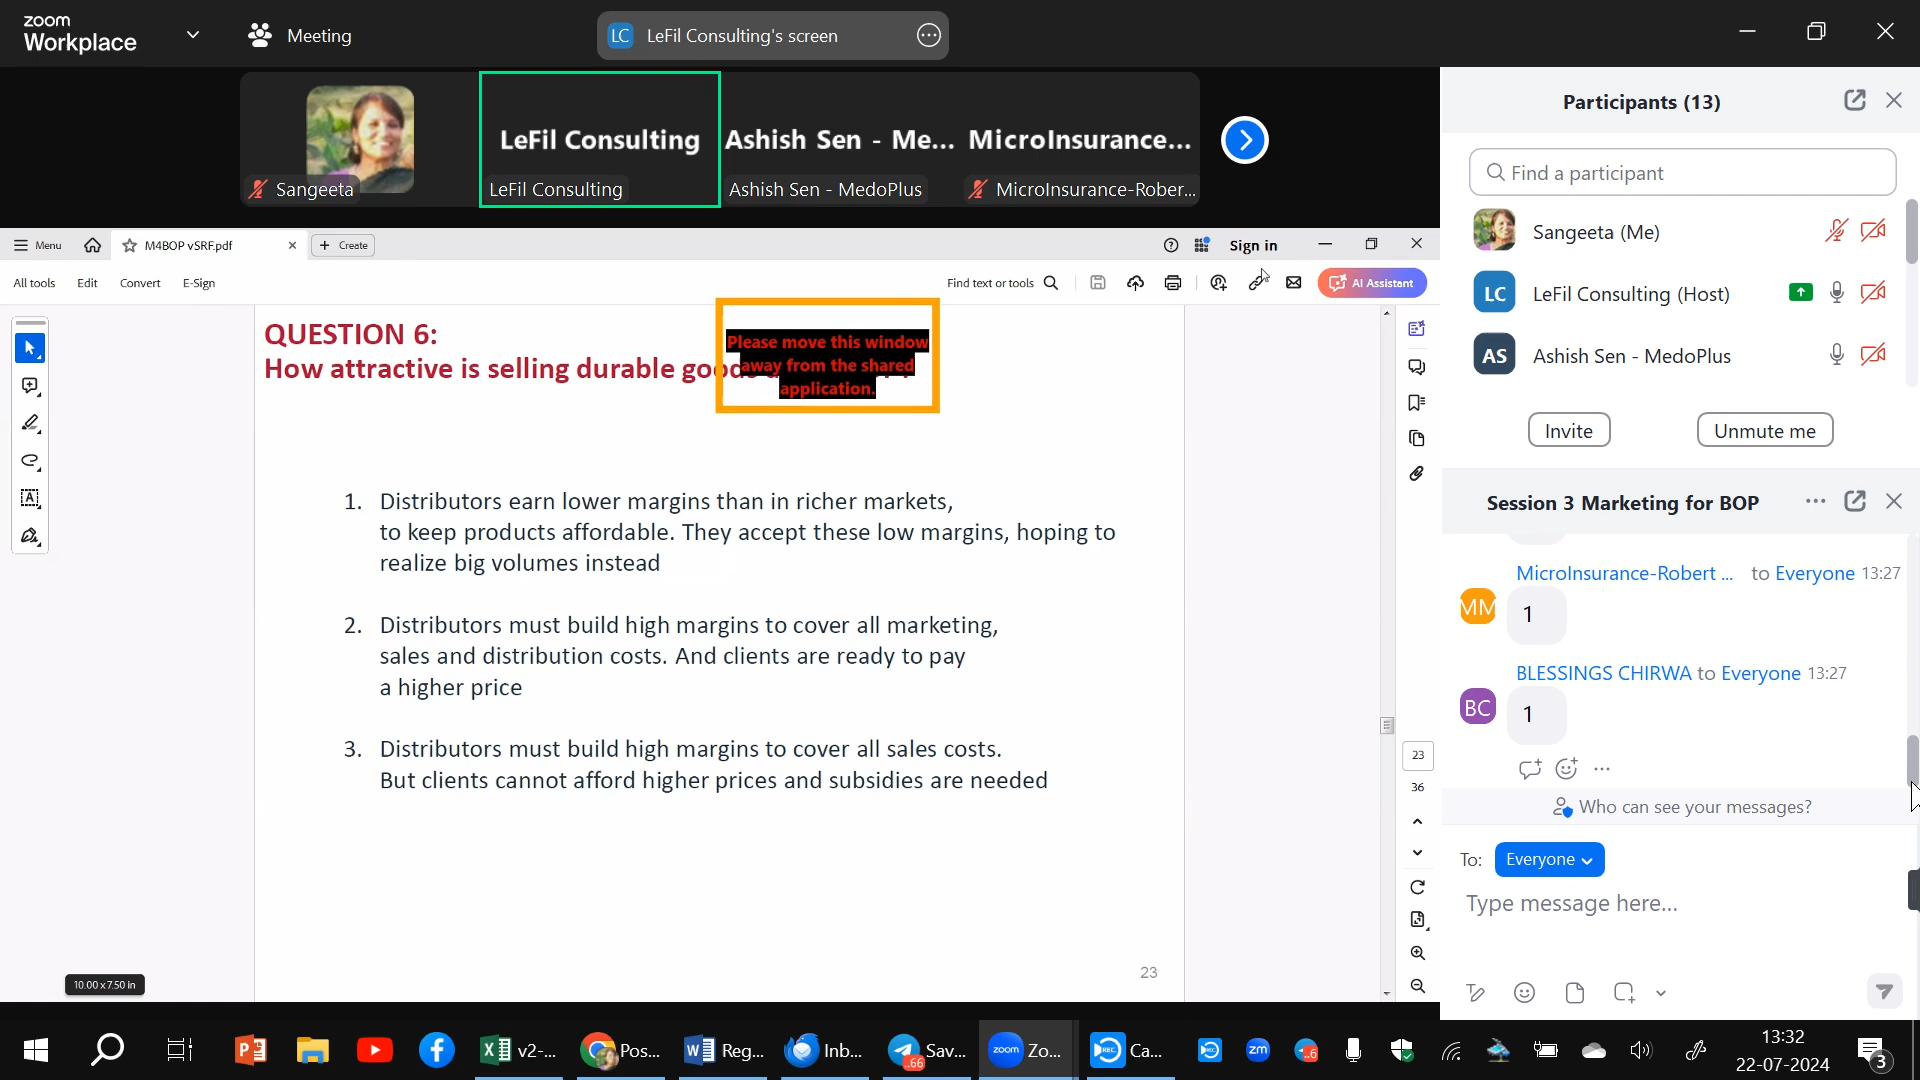 zoom
Workplace
Meeting
LC LeFil Consulting's screen
LeFil Consulting
Ashish Sen - Me...
MicroInsurance...
Sangeeta
LeFil Consulting
Ashish Sen - MedoPlus
MicroInsurance-Rober...
Menu
M4BOP vSRF.pdf
Create
Sign in
All tools
Edit
Convert
E-Sign
Find text or tools
AI Assistant
QUESTION 6:
How attractive is selling durable goods
Please move this window
away from the shared
application.
1. Distributors earn lower margins than in richer markets,
to keep products affordable. They accept these low margins, hoping to
realize big volumes instead
2. Distributors must build high margins to cover all marketing,
sales and distribution costs. And clients are ready to pay
a higher price
3. Distributors must build high margins to cover all sales costs.
But clients cannot afford higher prices and subsidies are needed
23
10.00 x 7.50 in
23
36
Participants (13)
Find a participant
Sangeeta (Me)
LC LeFil Consulting (Host)
AS Ashish Sen - MedoPlus
Invite
Unmute me
Session 3 Marketing for BOP
MicroInsurance-Robert ... to Everyone 13:27
MM 1
BLESSINGS CHIRWA to Everyone 13:27
BC 1
Who can see your messages?
To: Everyone
Type message here...
v2-...
Pos...
Reg...
Inb...
Sav...
66
zoom
Zo...
REC
Ca...
REC
zm
13:32
22-07-2024
3